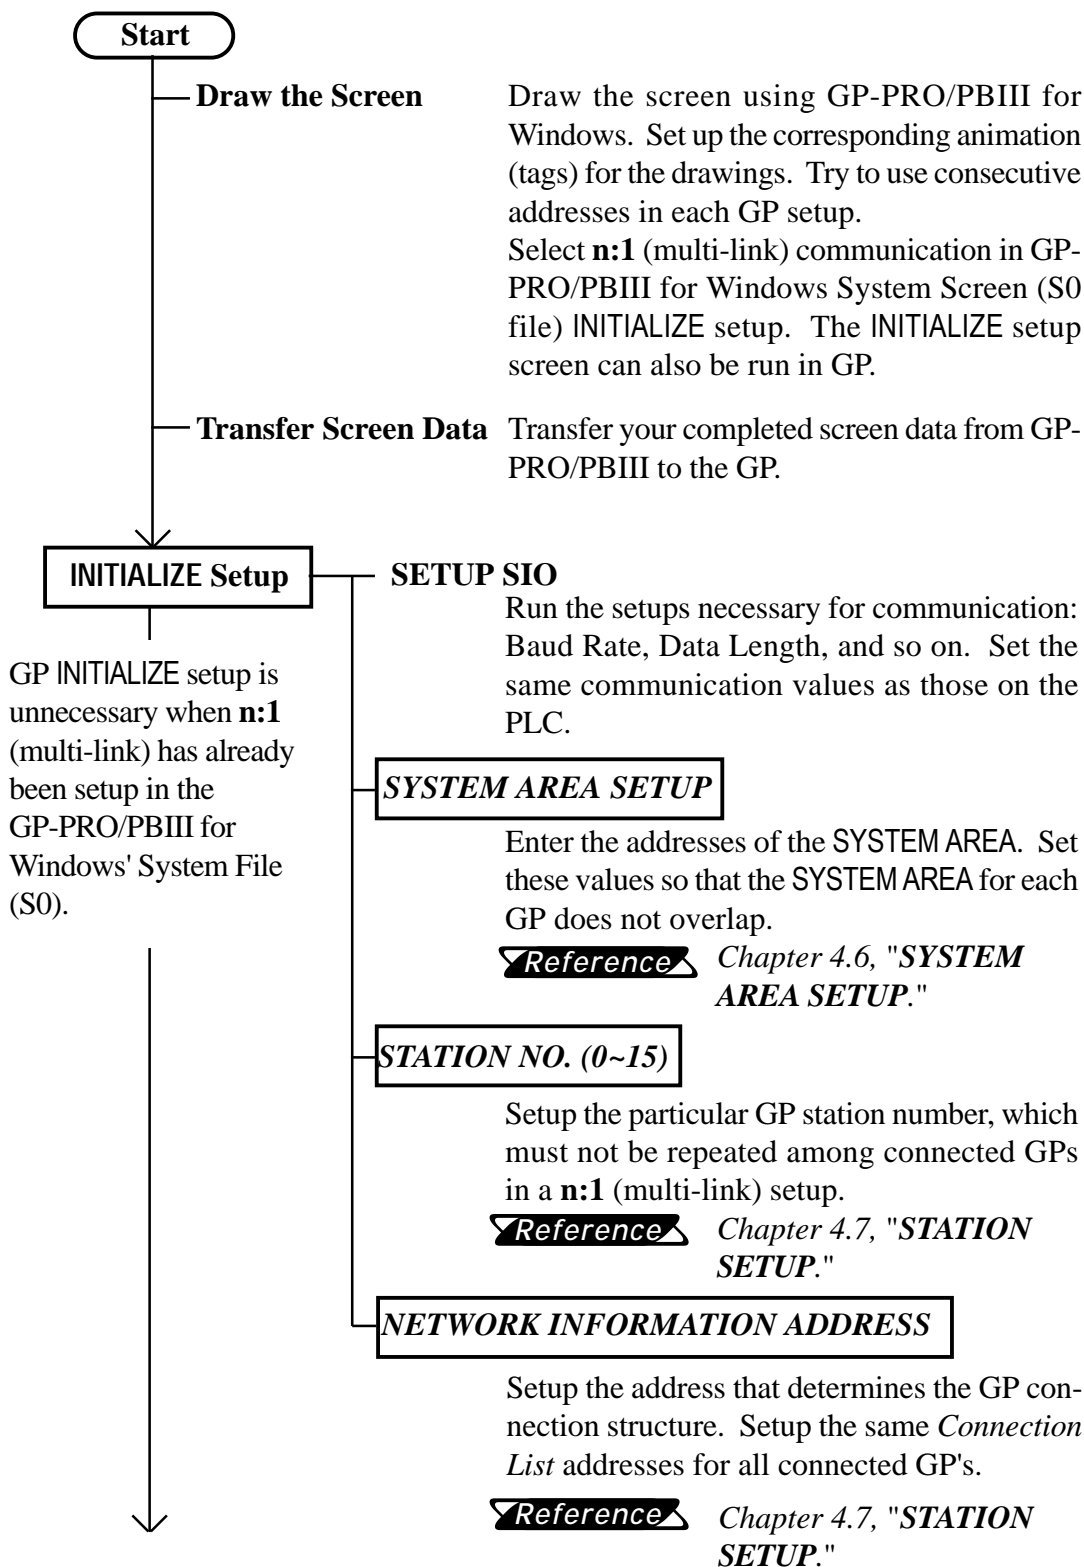 Start
Draw the Screen
Draw the screen using GP-PRO/PBIII for
Windows. Set up the corresponding animation
(tags) for the drawings. Try to use consecutive
addresses in each GP setup.
Select n:1 (multi-link) communication in GP-
PRO/PBIII for Windows System Screen (S0
file) INITIALIZE setup. The INITIALIZE setup
screen can also be run in GP.
Transfer Screen Data
Transfer your completed screen data from GP-
PRO/PBIII to the GP.
INITIALIZE Setup
GP INITIALIZE setup is
unnecessary when n:1
(multi-link) has already
been setup in the
GP-PRO/PBIII for
Windows' System File
(S0).
SETUP SIO
Run the setups necessary for communication:
Baud Rate, Data Length, and so on. Set the
same communication values as those on the
PLC.
SYSTEM AREA SETUP
Enter the addresses of the SYSTEM AREA. Set
these values so that the SYSTEM AREA for each
GP does not overlap.
Reference Chapter 4.6, "SYSTEM
AREA SETUP."
STATION NO. (0~15)
Setup the particular GP station number, which
must not be repeated among connected GPs
in a n:1 (multi-link) setup.
Reference Chapter 4.7, "STATION
SETUP."
NETWORK INFORMATION ADDRESS
Setup the address that determines the GP con-
nection structure. Setup the same Connection
List addresses for all connected GP's.
Reference Chapter 4.7, "STATION
SETUP."